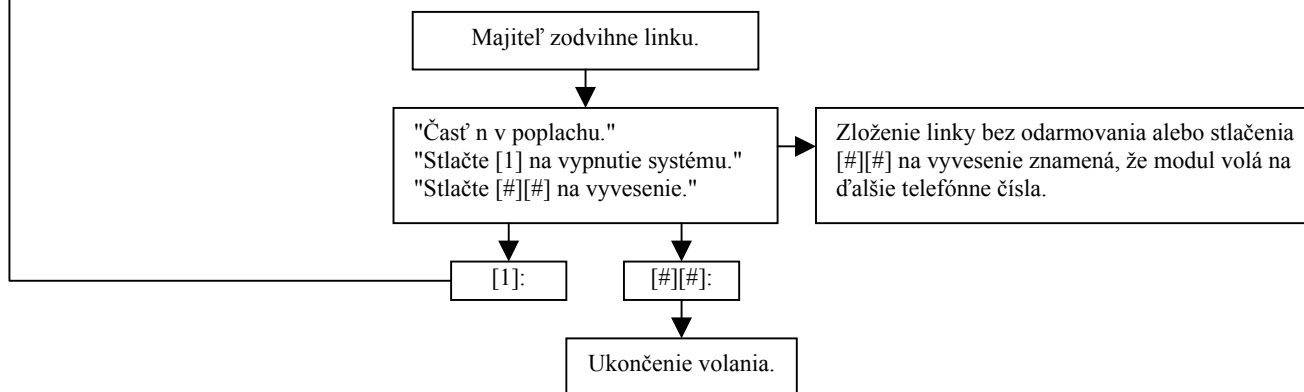 Majiteľ zodvihne linku.
"Časť n v poplachu."
"Stlačte [1] na vypnutie systému."
"Stlačte [#][#] na vyvesenie."
Zloženie linky bez odarmovania alebo stlačenia
[#][#] na vyvesenie znamená, že modul volá na
ďalšie telefónne čísla.
[1]:
[#][#]:
Ukončenie volania.